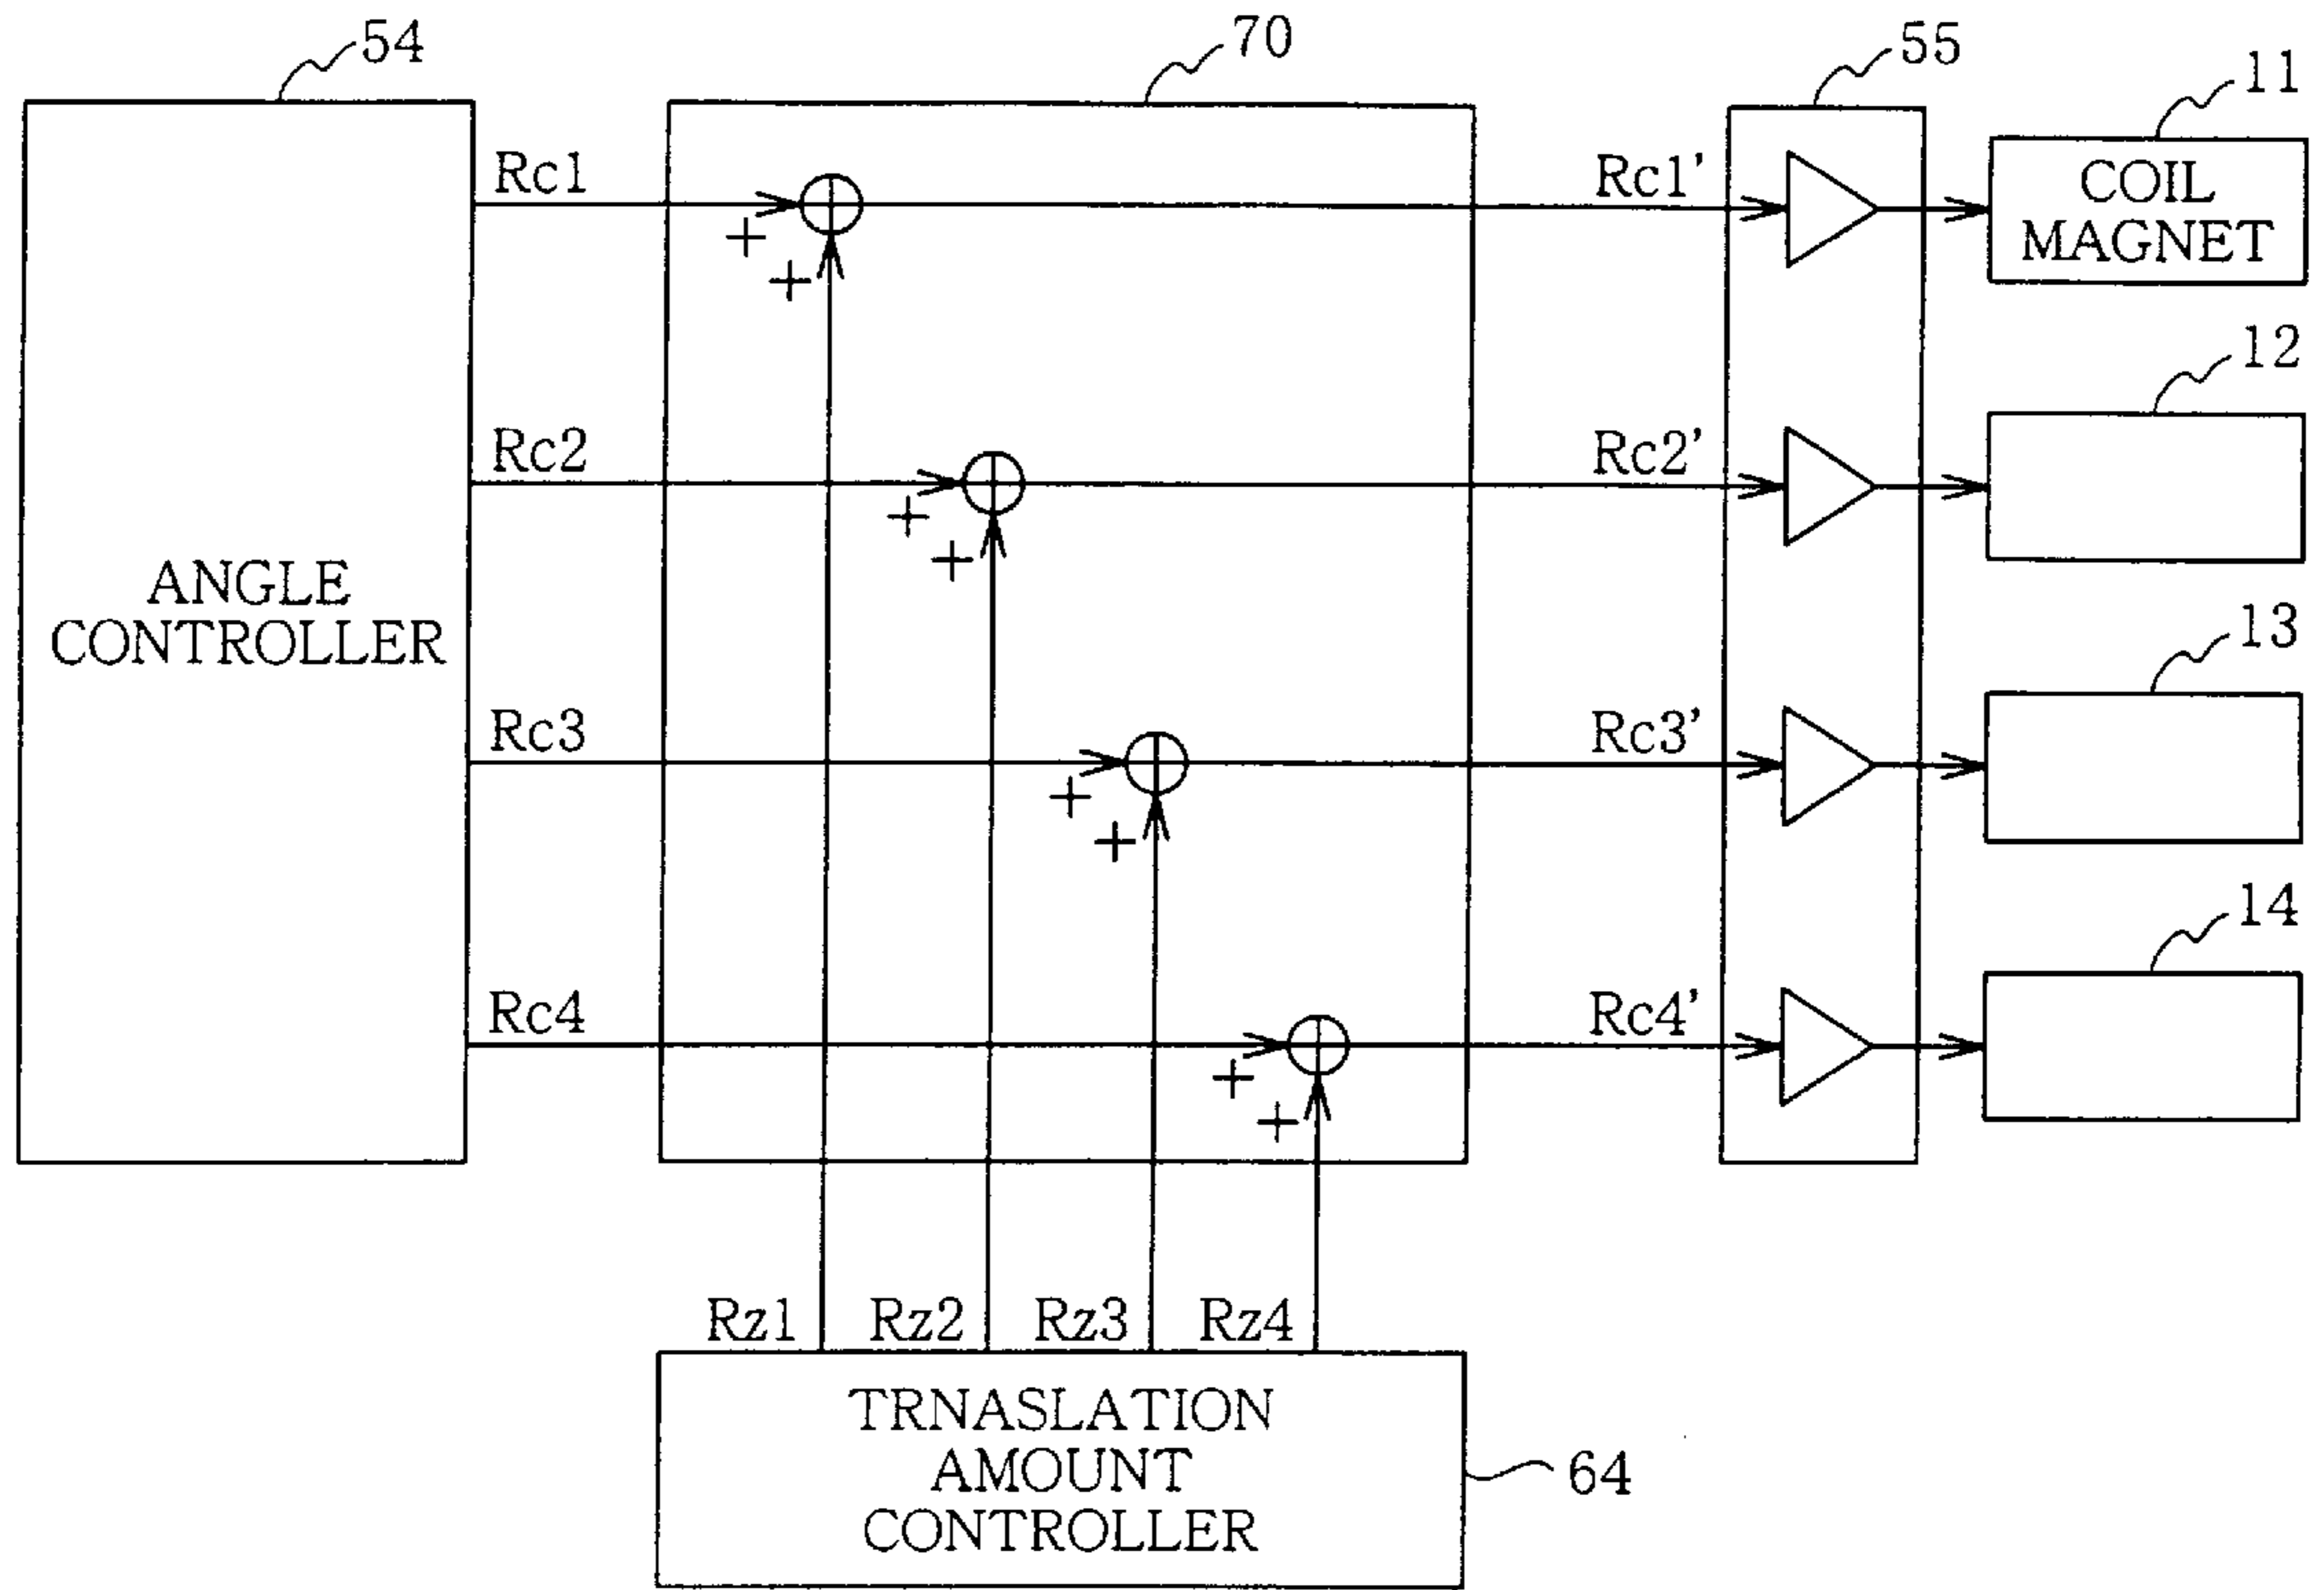 54
70
55
11
Rc1
Rc1'
COIL
MAGNET
+
+
12
Rc2
Rc2'
+
+
ANGLE
CONTROLLER
13
Rc3
Rc3'
+
+
14
Rc4
Rc4'
+
+
Rz1
Rz2
Rz3
Rz4
TRNASLATION
AMOUNT
CONTROLLER
64